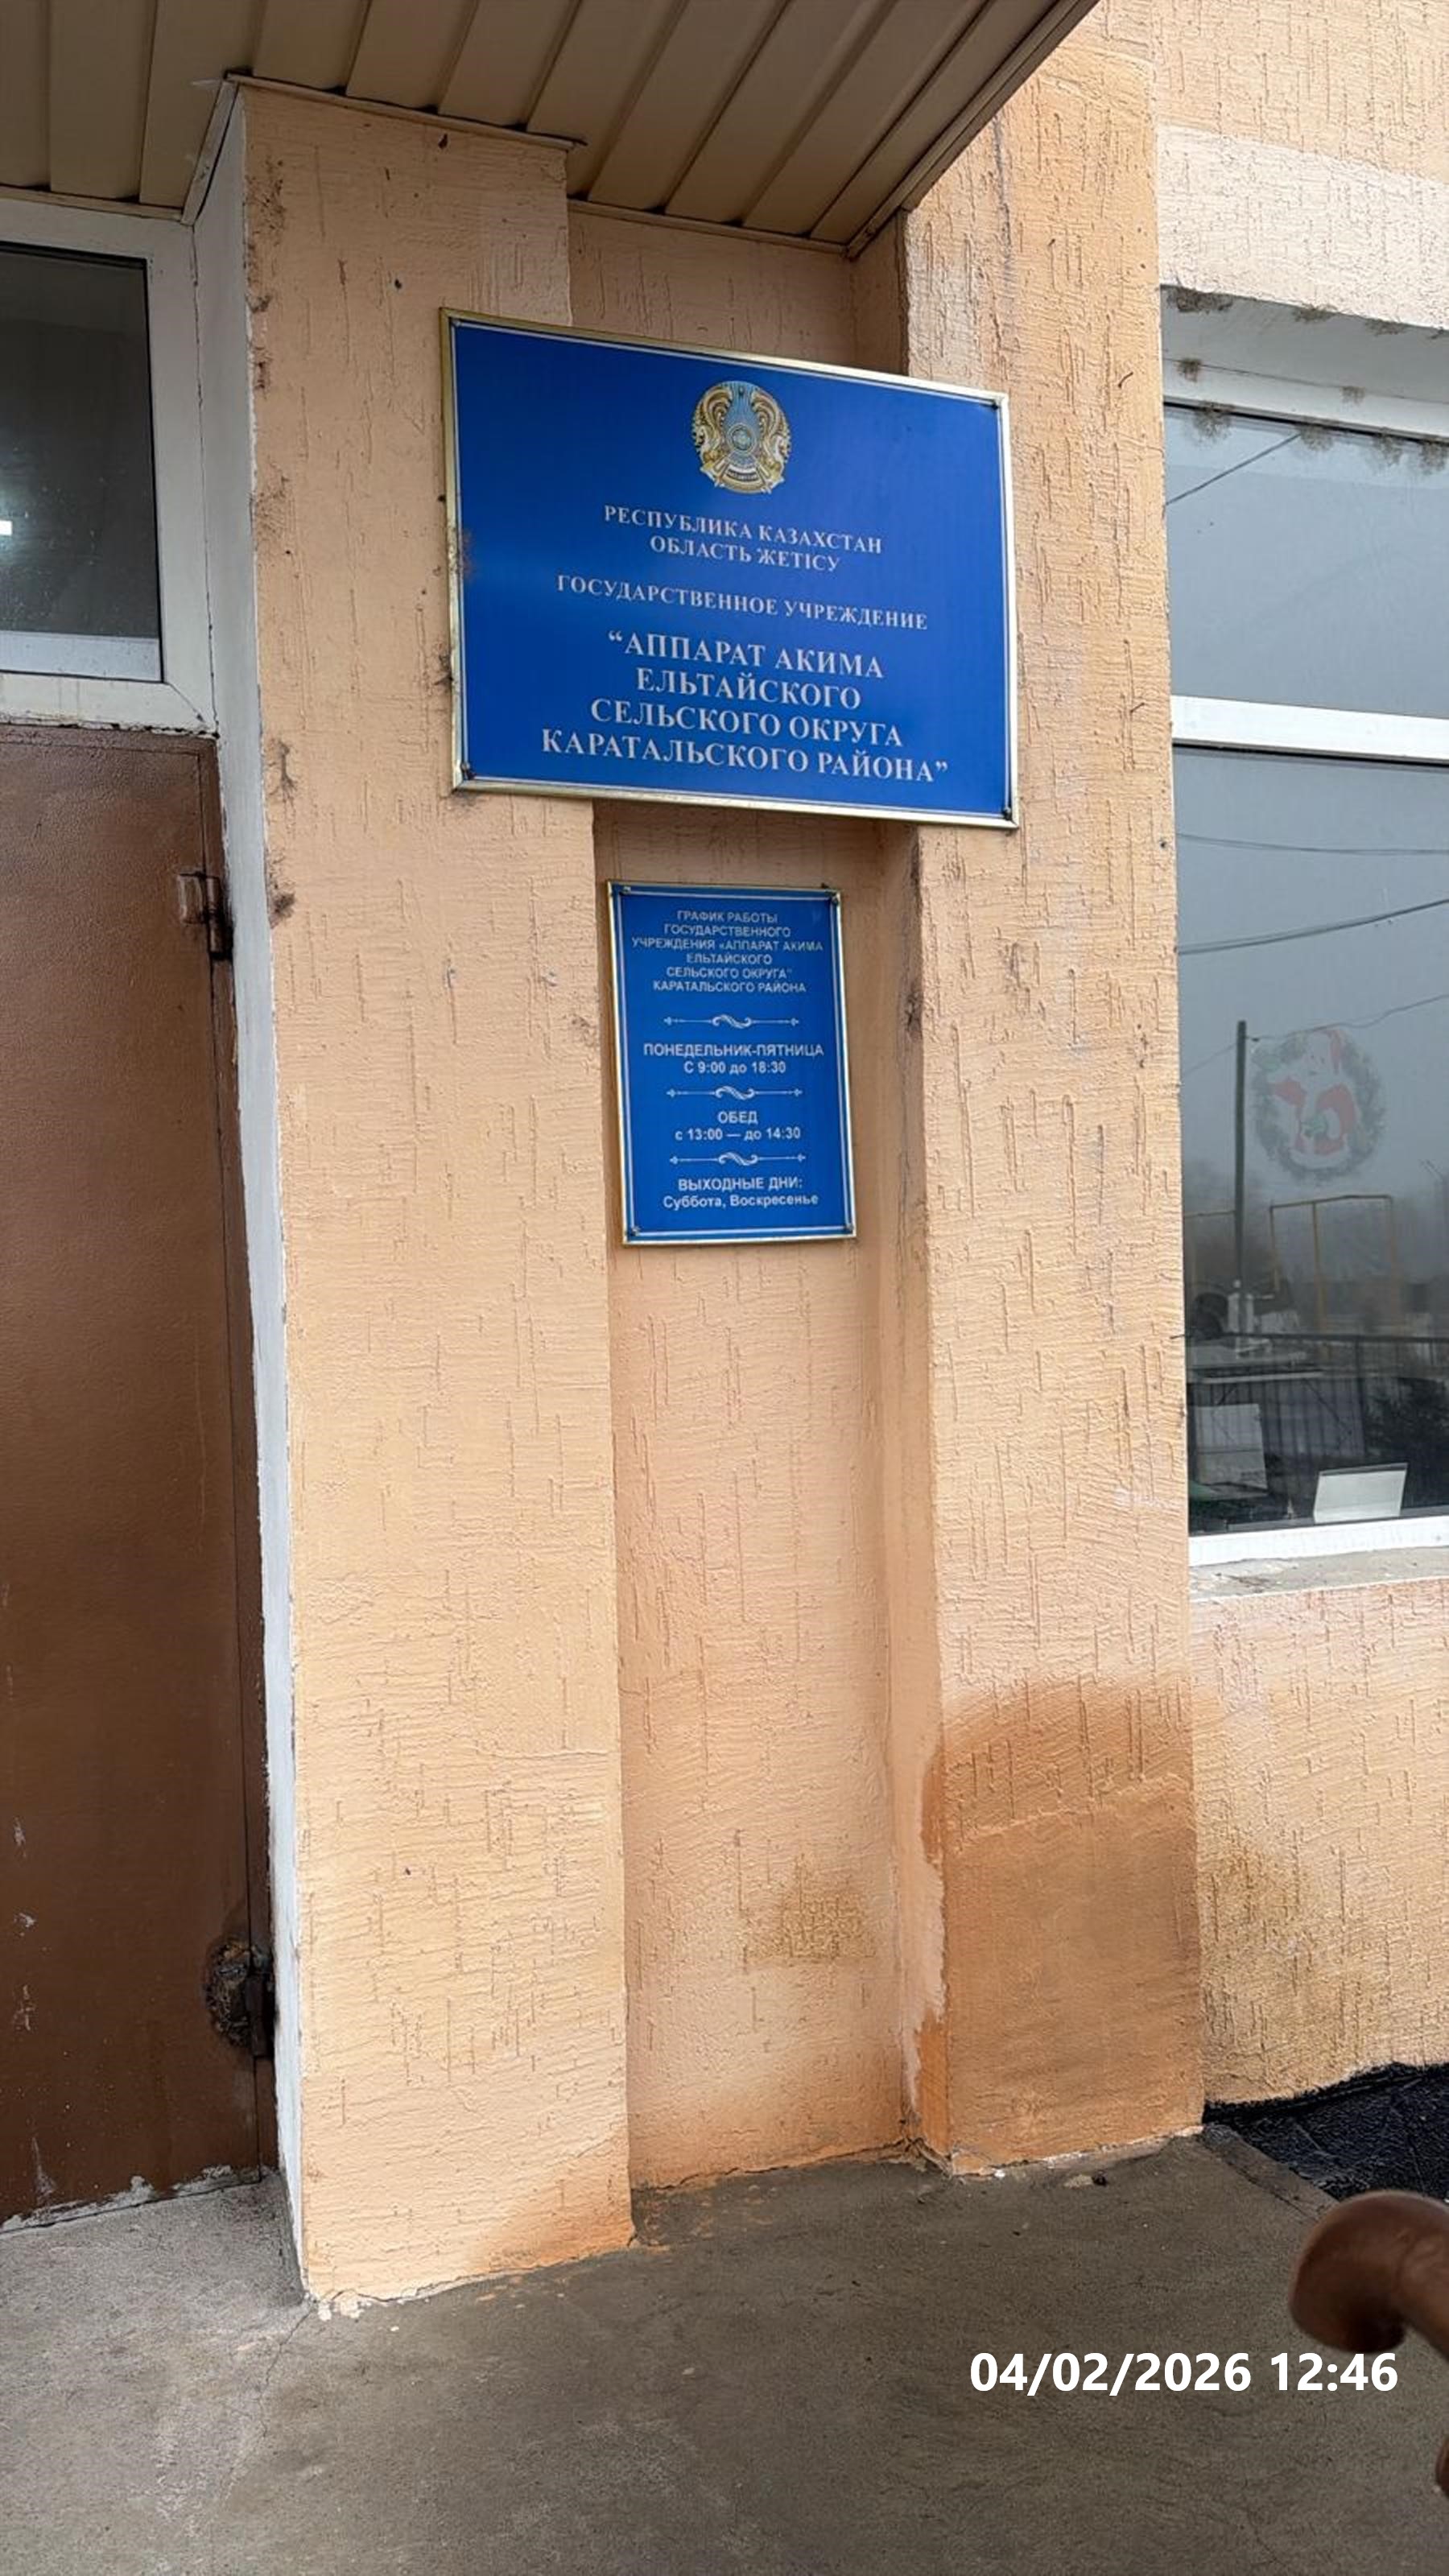 РЕСПУБЛИКА КАЗАХСТАН
ОБЛАСТЬ ЖЕТІСУ
ГОСУДАРСТВЕННОЕ УЧРЕЖДЕНИЕ
“АППАРАТ АКИМА
ЕЛЬТАЙСКОГО
СЕЛЬСКОГО ОКРУГА
КАРАТАЛЬСКОГО РАЙОНА”
ГРАФИК РАБОТЫ
ГОСУДАРСТВЕННОГО
УЧРЕЖДЕНИЯ «АППАРАТ АКИМА
ЕЛЬТАЙСКОГО
СЕЛЬСКОГО ОКРУГА"
КАРАТАЛЬСКОГО РАЙОНА
ПОНЕДЕЛЬНИК-ПЯТНИЦА
С 9:00 до 18:30
ОБЕД
с 13:00 — до 14:30
ВЫХОДНЫЕ ДНИ:
Суббота, Воскресенье
04/02/2026 12:46